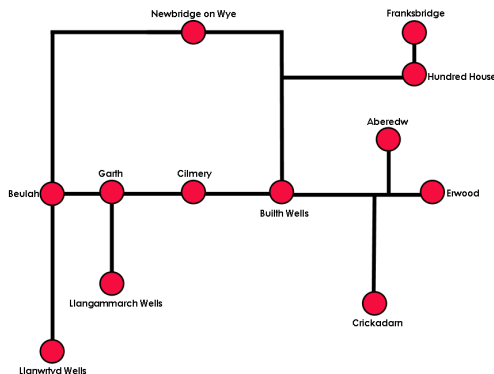 Newbridge on Wye
Franksbridge
Hundred House
Aberedw
Garth
Cilmery
Beulah
Erwood
Builth Wells
Llangammarch Wells
Crickadarn
Llanwrtyd Wells